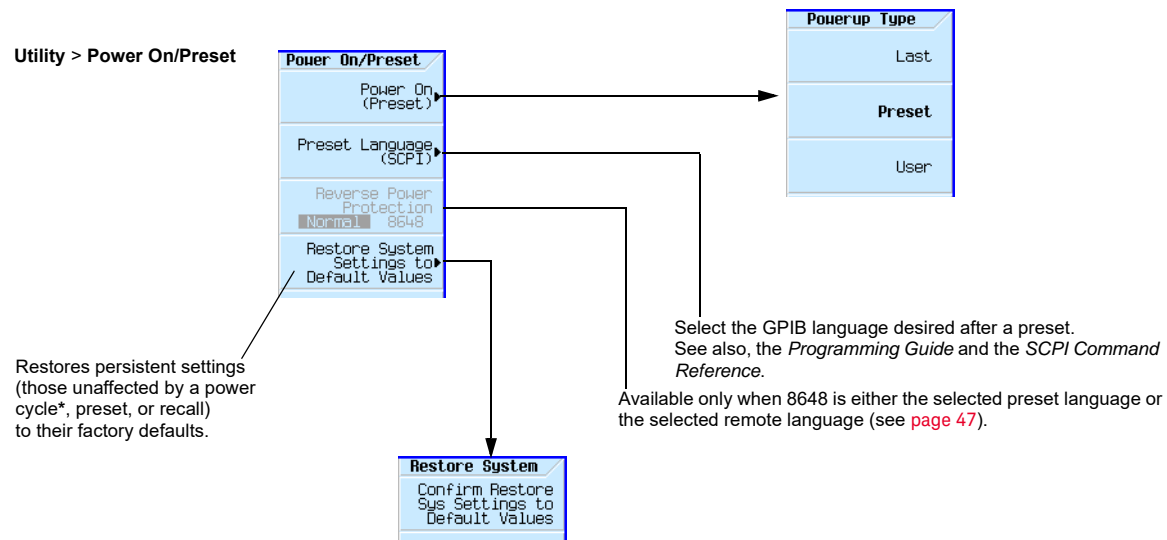 Utility > Power On/Preset
Power On/Preset
Power On
(Preset)
Preset Language
(SCPI)
Reverse Power
Protection
Normal 8648
Restore System
Settings to
Default Values
Powerup Type
Last
Preset
User
Select the GPIB language desired after a preset.
See also, the Programming Guide and the SCPI Command
Reference.
Available only when 8648 is either the selected preset language or
the selected remote language (see page 47).
Restores persistent settings
(those unaffected by a power
cycle*, preset, or recall)
to their factory defaults.
Restore System
Confirm Restore
Sys Settings to
Default Values